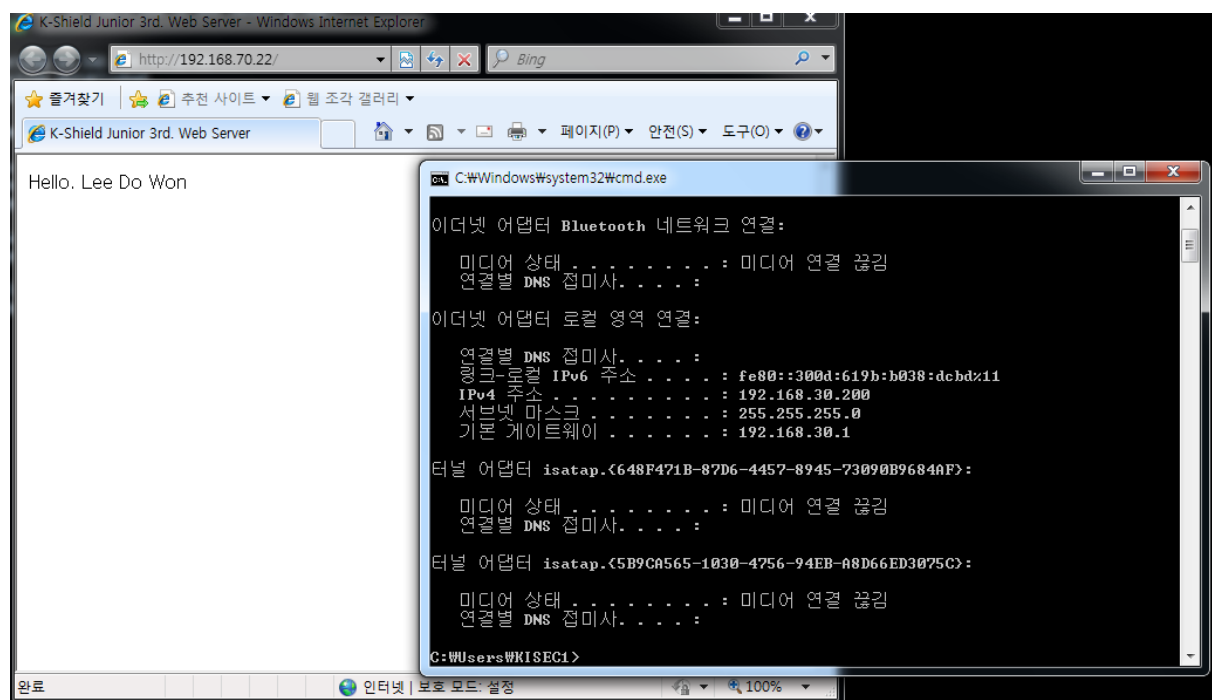 K-Shield Junior 3rd. Web Server - Windows Internet Explorer
http://192.168.70.22/
Bing
즐겨찾기 추천 사이트 웹 조각 갤러리
K-Shield Junior 3rd. Web Server 페이지(P) 안전(S) 도구(O)
Hello. Lee Do Won
C:₩Windows₩system32₩cmd.exe
이더넷 어댑터 Bluetooth 네트워크 연결:
미디어 상태 . . . . . . . . : 미디어 연결 끊김
연결별 DNS 접미사. . . . :
이더넷 어댑터 로컬 영역 연결:
연결별 DNS 접미사. . . . :
링크-로컬 IPv6 주소 . . . . : fe80::300d:619b:b038:dcbd%11
IPv4 주소 . . . . . . . . . : 192.168.30.200
서브넷 마스크 . . . . . . . : 255.255.255.0
기본 게이트웨이 . . . . . . : 192.168.30.1
터널 어댑터 isatap.{648F471B-87D6-4457-8945-73090B9684AF}:
미디어 상태 . . . . . . . . : 미디어 연결 끊김
연결별 DNS 접미사. . . . :
터널 어댑터 isatap.{5B9CA565-1030-4756-94EB-A8D66ED3075C}:
미디어 상태 . . . . . . . . : 미디어 연결 끊김
연결별 DNS 접미사. . . . :
C:₩Users₩KISEC1>
완료 인터넷 | 보호 모드: 설정 100%